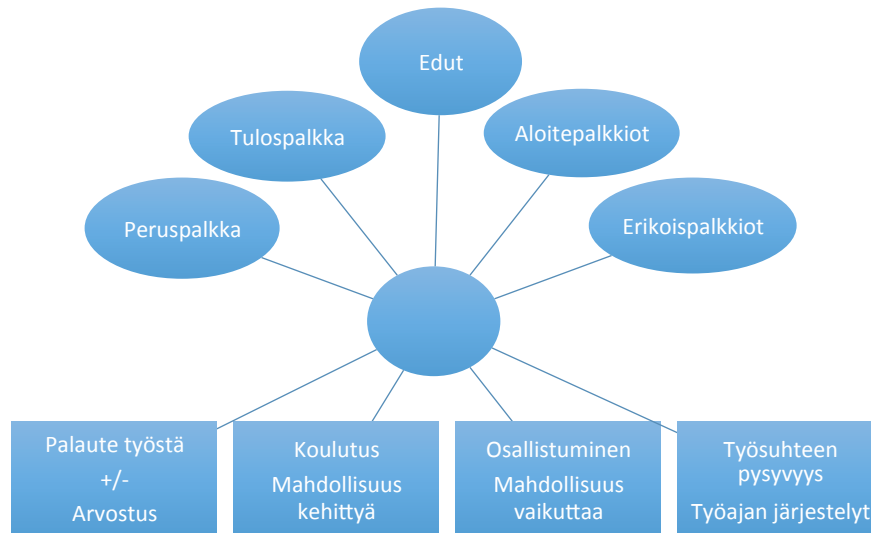 Edut
Tulospalkka
Aloitepalkkiot
Peruspalkka
Erikoispalkkiot
Palaute työstä
+/-
Arvostus
Koulutus
Mahdollisuus
kehittyä
Osallistuminen
Mahdollisuus
vaikuttaa
Työsuhteen
pysyvyys
Työajan järjestelyt